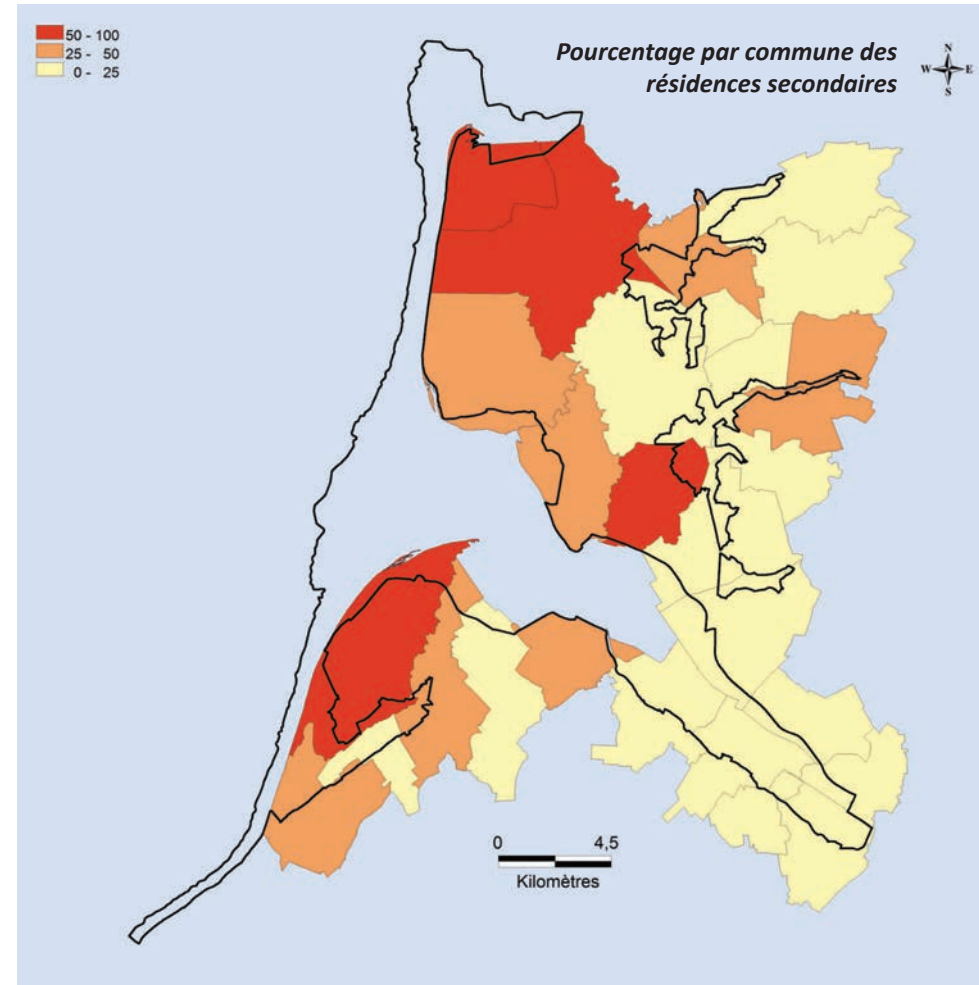 50 - 100
25 - 50
0 - 25
Pourcentage par commune des
résidences secondaires
N
W E
S
0 4,5
Kilomètres